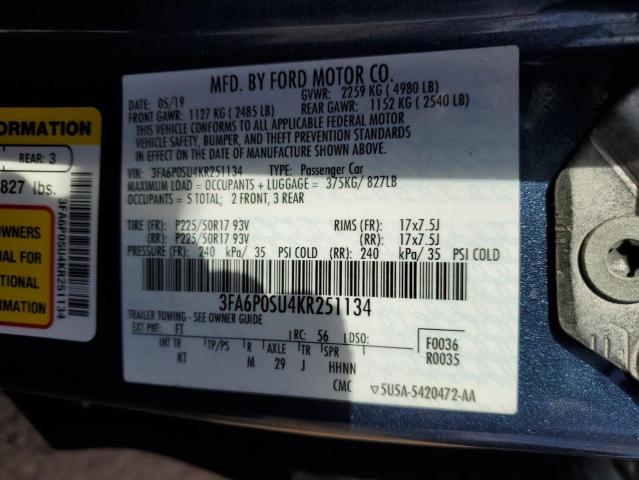 MFD. BY FORD MOTOR CO.
DATE: 05/19 GVWR: 2259 KG ( 4980 LB)
FRONT GAWR: 1127 KG ( 2485 LB) REAR GAWR: 1152 KG ( 2540 LB)
THIS VEHICLE CONFORMS TO ALL APPLICABLE FEDERAL MOTOR
VEHICLE SAFETY, BUMPER, AND THEFT PREVENTION STANDARDS
IN EFFECT ON THE DATE OF MANUFACTURE SHOWN ABOVE.
VIN: 3FA6P0SU4KR251134 TYPE: Passenger Car
MAXIMUM LOAD = OCCUPANTS + LUGGAGE = 375KG/ 827LB
OCCUPANTS = 5 TOTAL; 2 FRONT, 3 REAR
TIRE (FR): P225/50R17 93V RIMS (FR): 17x7.5J
(RR): P225/50R17 93V (RR): 17x7.5J
PRESSURE (FR): 240 kPa/ 35 PSI COLD (RR): 240 kPa/ 35 PSI COLD
3FA6P0SU4KR251134
TRAILER TOWING - SEE OWNER GUIDE
EXT PNT: FT RC: 56 DSO: F0036
INT TR TP/PS R AXLE TR SPR R0035
KT M 29 J HHNN
CMC 5U5A-5420472-AA
ORMATION
REAR: 3
827 lbs.
OWNERS
UAL FOR
TIONAL
RMATION
3FA6P0SU4KR251134